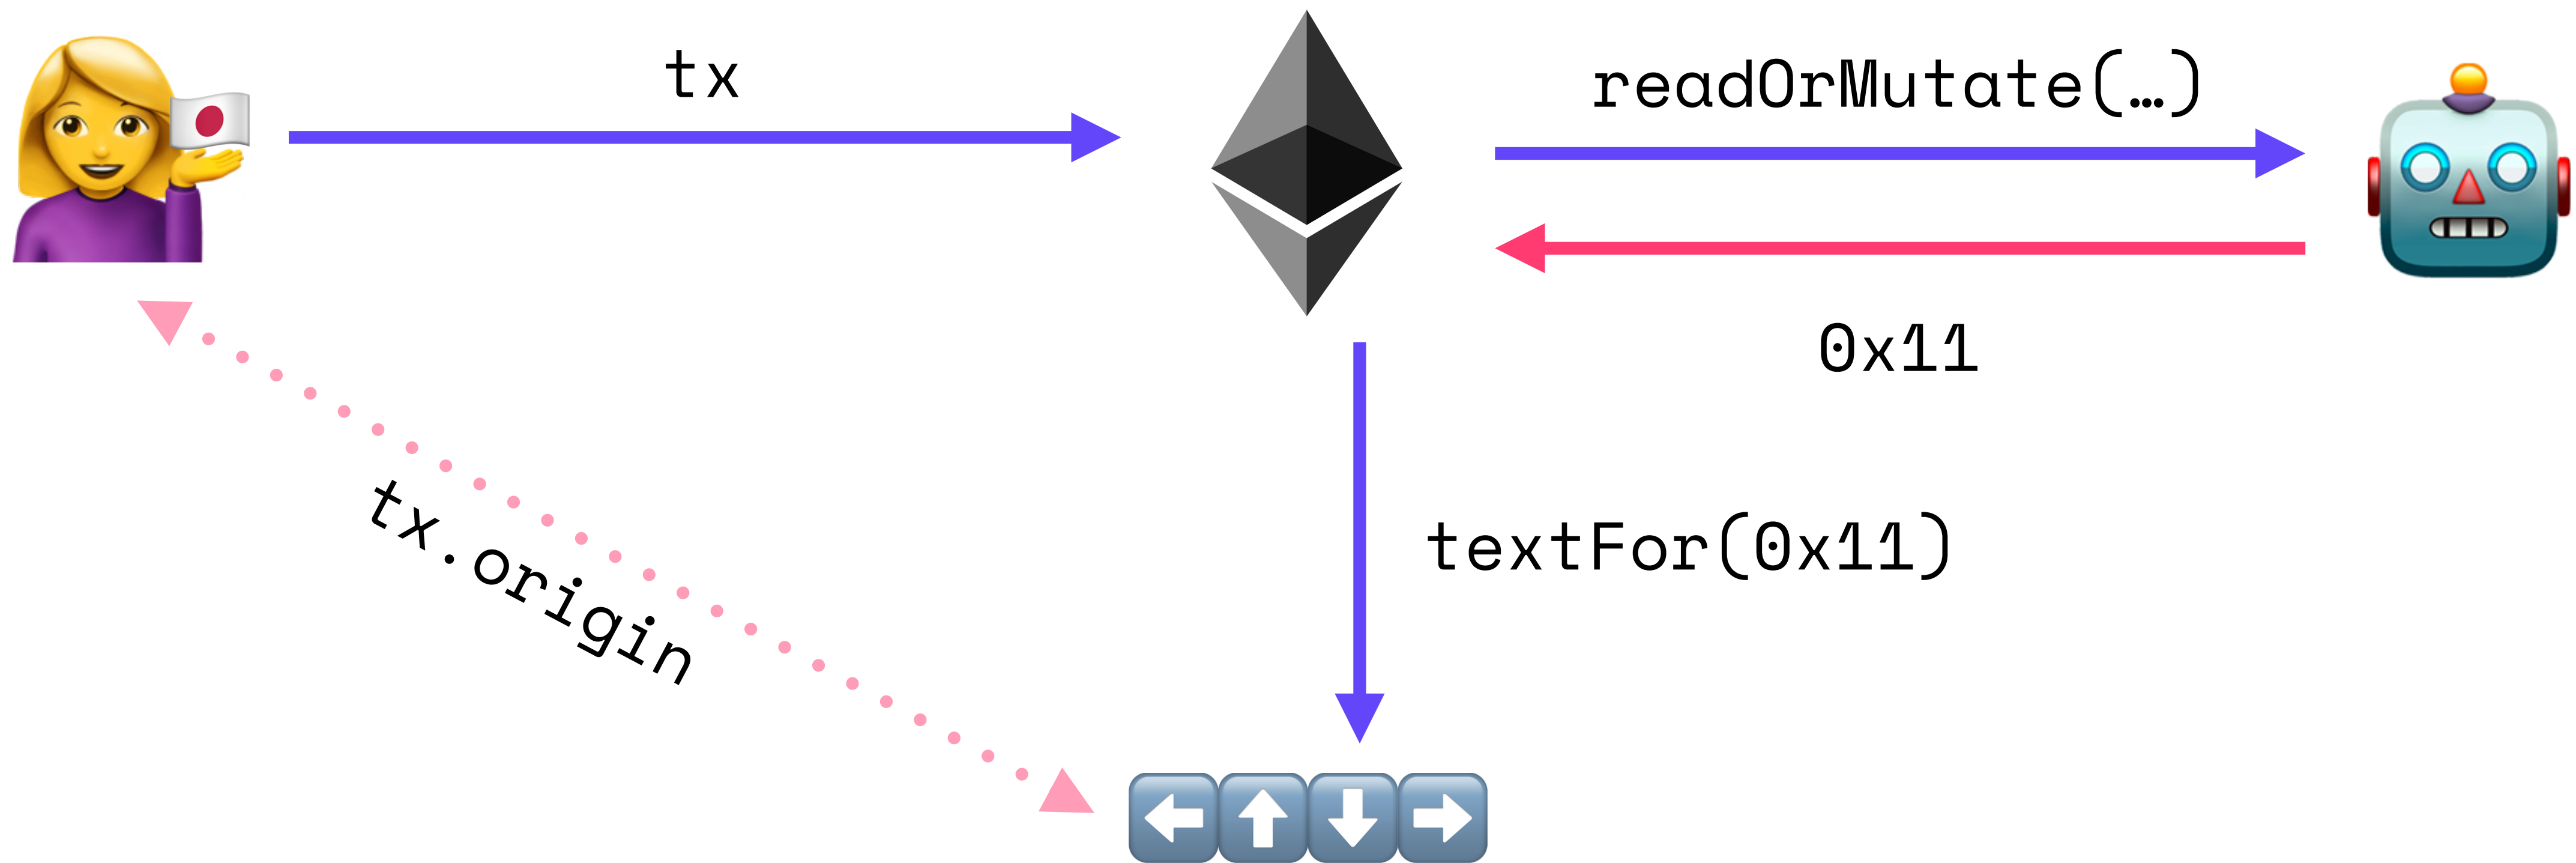 tx
readOrMutate(…)
0x11
textFor(0x11)
tx.origin